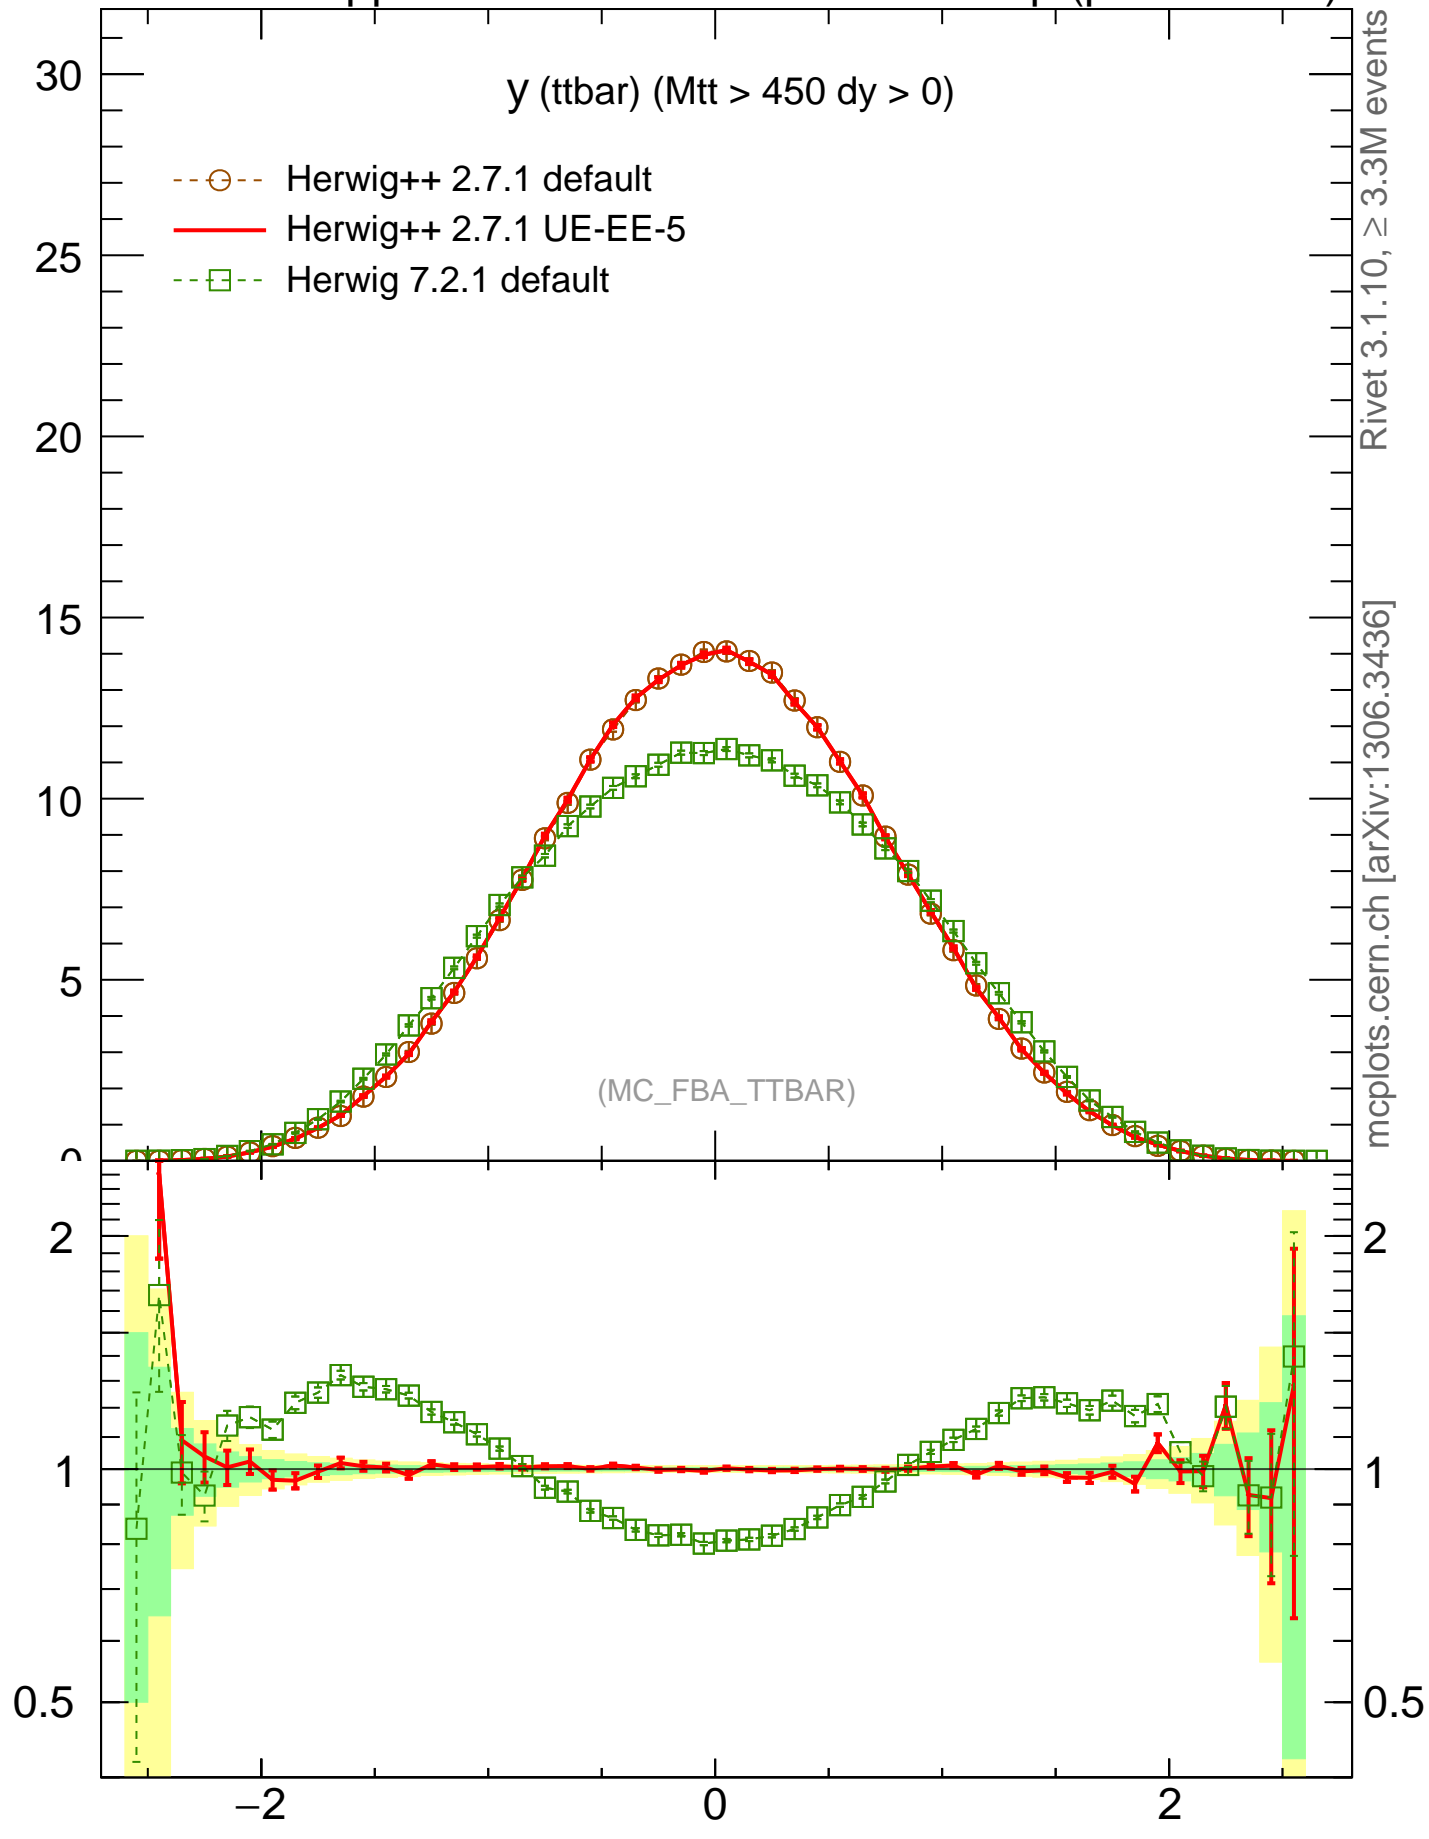 y (ttbar) (Mtt > 450 dy > 0)
Herwig++ 2.7.1 default
Herwig++ 2.7.1 UE-EE-5
Herwig 7.2.1 default
30
25
20
15
10
5
0
(MC_FBA_TTBAR)
2
1
0.5
2
1
0.5
−2
0
2
Rivet 3.1.10, ≥ 3.3M events
mcplots.cern.ch [arXiv:1306.3436]